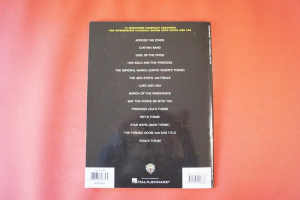 ACROSS THE STARS
CANTINA BAND
DUEL OF THE FATES
HAN SOLO AND THE PRINCESS
THE IMPERIAL MARCH (DARTH VADER'S THEME)
THE JEDI STEPS AND FINALE
LUKE AND LEIA
MARCH OF THE RESISTANCE
MAY THE FORCE BE WITH YOU
PRINCESS LEIA'S THEME
REY'S THEME
STAR WARS (MAIN THEME)
THE THRONE ROOM AND END TITLE
YODA'S THEME
HAL•LEONARD